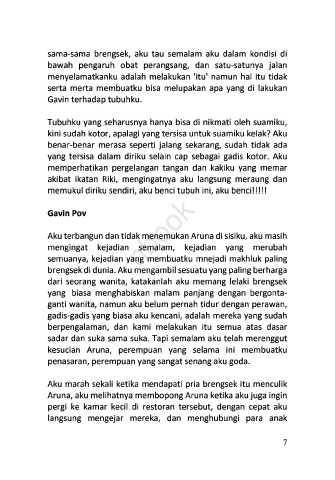 sama-sama brengsek, aku tau semalam aku dalam kondisi di
bawah pengaruh obat perangsang, dan satu-satunya jalan
menyelamatkanku adalah melakukan 'itu' namun hal itu tidak
serta merta membuatku bisa melupakan apa yang di lakukan
Gavin terhadap tubuhku.
Tubuhku yang seharusnya hanya bisa di nikmati oleh suamiku,
kini sudah kotor, apalagi yang tersisa untuk suamiku kelak? Aku
benar-benar merasa seperti jalang sekarang, sudah tidak ada
yang tersisa dalam diriku selain cap sebagai gadis kotor. Aku
memperhatikan pergelangan tangan dan kakiku yang memar
akibat ikatan Riki, mengingatnya aku langsung meraung dan
memukul diriku sendiri, aku benci tubuh ini, aku benci!!!!!
Gavin Pov
Aku terbangun dan tidak menemukan Aruna di sisiku, aku masih
mengingat kejadian semalam, kejadian yang merubah
semuanya, kejadian yang membuatku mnejadi makhluk paling
brengsek di dunia. Aku mengambil sesuatu yang paling berharga
dari seorang wanita, katakanlah aku memang lelaki brengsek
yang biasa menghabiskan malam panjang dengan bergonta-
ganti wanita, namun aku belum pernah tidur dengan perawan,
gadis-gadis yang biasa aku kencani, adalah mereka yang sudah
berpengalaman, dan kami melakukan itu semua atas dasar
sadar dan suka sama suka. Tapi semalam aku telah merenggut
kesucian Aruna, perempuan yang selama ini membuatku
penasaran, perempuan yang sangat senang aku goda.
Aku marah sekali ketika mendapati pria brengsek itu menculik
Aruna, aku melihatnya membopong Aruna ketika aku juga ingin
pergi ke kamar kecil di restoran tersebut, dengan cepat aku
langsung mengejar mereka, dan menghubungi para anak
7